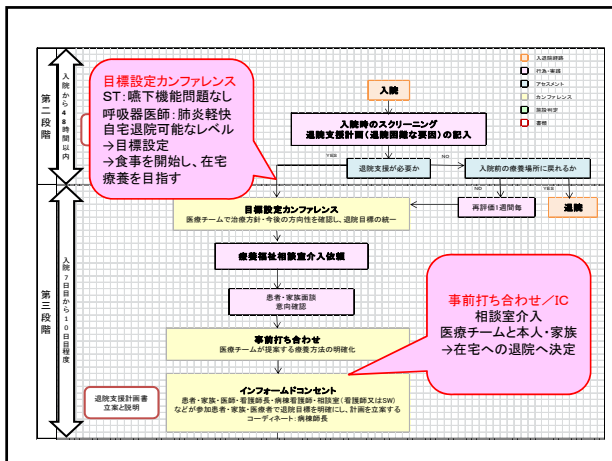 入退院経路
行為・実践
アセスメント
カンファレンス
施設判定
書類
第二段階
入院から48時間以内
目標設定カンファレンス
ST：嚥下機能問題なし
呼吸器医師：肺炎軽快
自宅退院可能なレベル
→目標設定
→食事を開始し、在宅
療養を目指す
入院
入院時のスクリーニング
退院支援計画（退院困難な要因）の記入
YES
退院支援が必要か
NO
入院前の療養場所に戻れるか
NO
YES
再評価1週間毎
退院
第三段階
入院7日目から10日目程度
目標設定カンファレンス
医療チームで治療方針・今後の方向性を確認し、退院目標の統一
療養福祉相談室介入依頼
患者・家族面談
意向確認
事前打ち合わせ
医療チームが提案する療養方法の明確化
事前打ち合わせ／IC
相談室介入
医療チームと本人・家族
→在宅への退院へ決定
退院支援計画書
立案と説明
インフォームドコンセント
患者・家族・医師・看護師長・病棟看護師・相談室（看護師又はSW）
などが参加患者・家族・医療者で退院目標を明確にし、計画を立案する
コーディネート：病棟師長